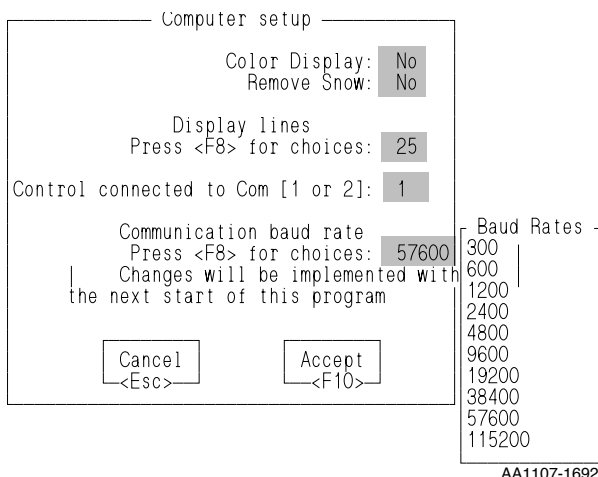 Computer setup
Color Display: No
Remove Snow: No
Display lines
Press <F8> for choices: 25
Control connected to Com [1 or 2]: 1
Communication baud rate
Press <F8> for choices: 57600
Changes will be implemented with
the next start of this program
Cancel
<Esc>
Accept
<F10>
Baud Rates
300
600
1200
2400
4800
9600
19200
38400
57600
115200
AA1107-1692